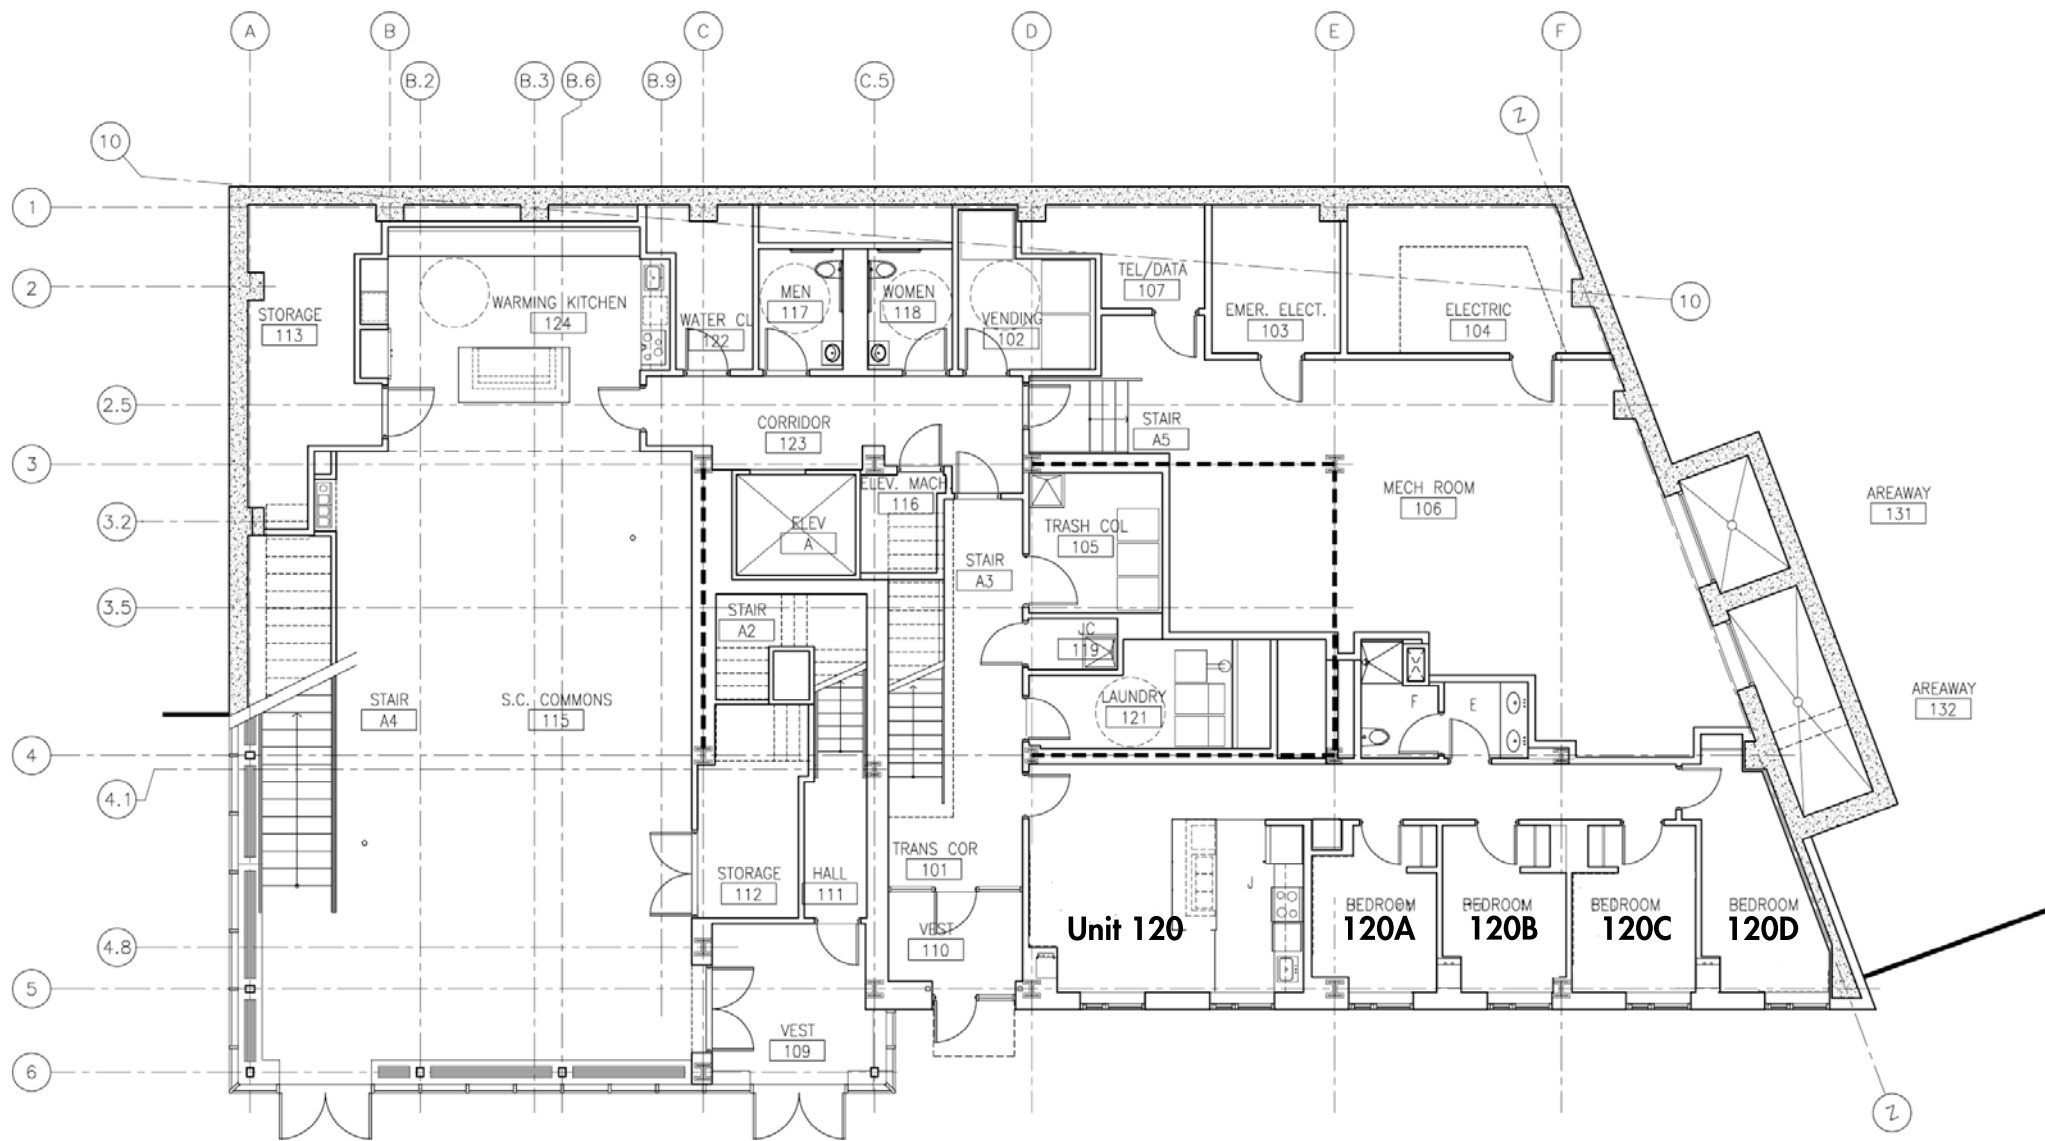 A
B
C
D
E
F
B.2
B.3
B.6
B.9
C.5
Z
10
1
2
10
2.5
3
3.2
3.5
4
4.1
4.8
5
6
Z
STORAGE
113
WARMING KITCHEN
124
WATER CL
122
MEN
117
WOMEN
118
VENDING
102
TEL/DATA
107
EMER. ELECT.
103
ELECTRIC
104
CORRIDOR
123
STAIR
A5
ELEV. MACH
116
ELEV
A
TRASH COL
105
STAIR
A3
MECH ROOM
106
AREAWAY
131
STAIR
A2
JC
119
STAIR
A4
S.C. COMMONS
115
LAUNDRY
121
F
E
AREAWAY
132
STORAGE
112
HALL
111
TRANS COR
101
VEST
110
J
Unit 120
BEDROOM
120A
BEDROOM
120B
BEDROOM
120C
BEDROOM
120D
VEST
109